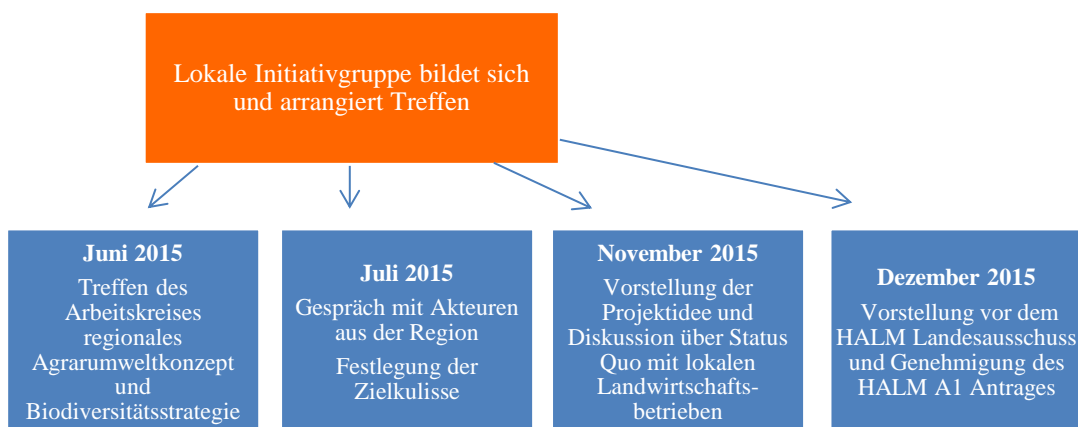 Lokale Initiativgruppe bildet sich
und arrangiert Treffen
Juni 2015
Treffen des
Arbeitskreises
regionales
Agrarumweltkonzept
und
Biodiversitätsstrategie
Juli 2015
Gespräch mit Akteuren
aus der Region
Festlegung der
Zielkulisse
November 2015
Vorstellung der
Projektidee und
Diskussion über Status
Quo mit lokalen
Landwirtschafts-
betrieben
Dezember 2015
Vorstellung vor dem
HALM Landesausschuss
und Genehmigung des
HALM A1 Antrages